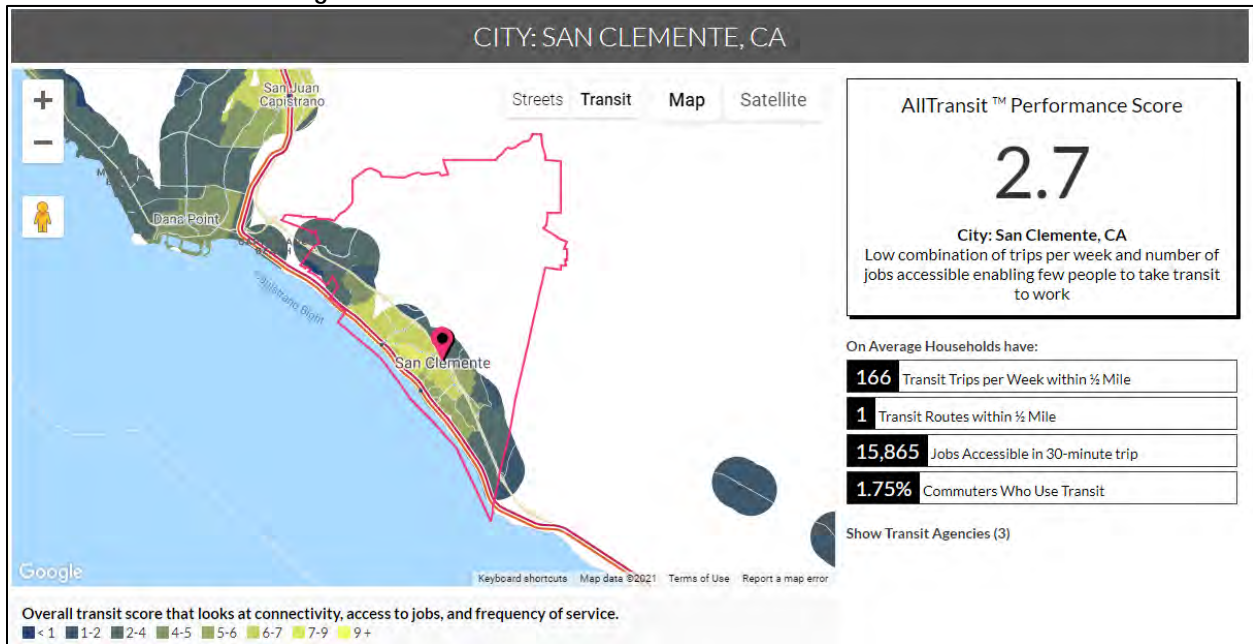 CITY: SAN CLEMENTE, CA
San Juan
Capistrano
Streets Transit Map Satellite
Dana Point
Capistrano Bight
San Clemente
Google
Keyboard shortcuts Map data ©2021 Terms of Use Report a map error
Overall transit score that looks at connectivity, access to jobs, and frequency of service.
< 1 1-2 2-4 4-5 5-6 6-7 7-9 9 +
AllTransit ™ Performance Score
2.7
City: San Clemente, CA
Low combination of trips per week and number of
jobs accessible enabling few people to take transit
to work
On Average Households have:
166 Transit Trips per Week within ½ Mile
1 Transit Routes within ½ Mile
15,865 Jobs Accessible in 30-minute trip
1.75% Commuters Who Use Transit
Show Transit Agencies (3)